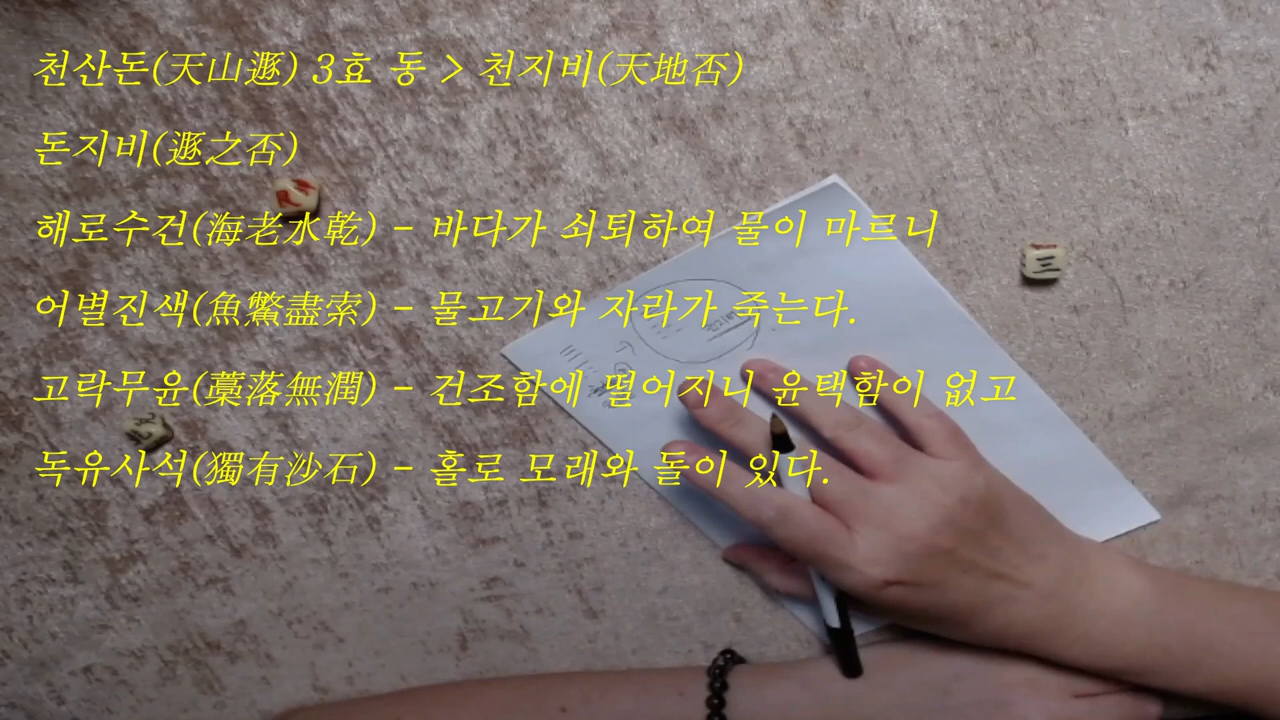 천산돈(天山遯) 3효 동 > 천지비(天地否)
돈지비(遯之否)
해로수건(海老水乾) - 바다가 쇠퇴하여 물이 마르니
어별진색(魚鱉盡索) - 물고기와 자라가 죽는다.
고락무윤(藁落無潤) - 건조함에 떨어지니 윤택함이 없고
독유사석(獨有沙石) - 홀로 모래와 돌이 있다.
三